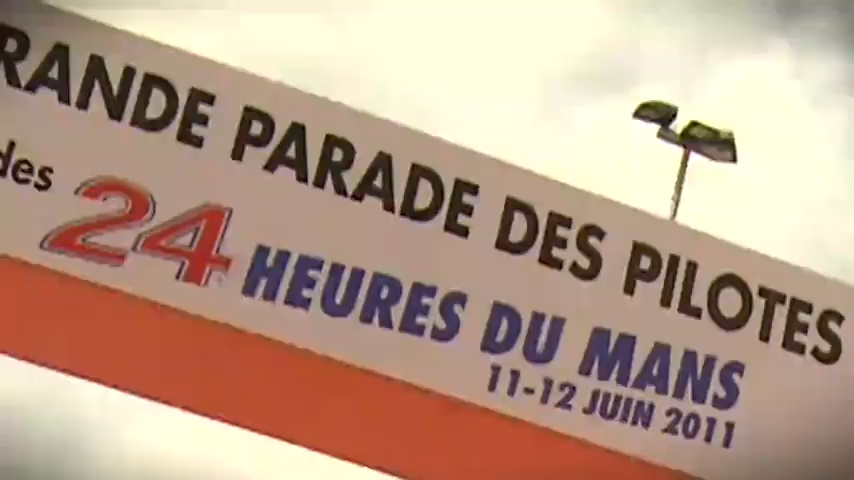 RANDE PARADE DES PILOTES
des 24 HEURES DU MANS
11-12 JUIN 2011